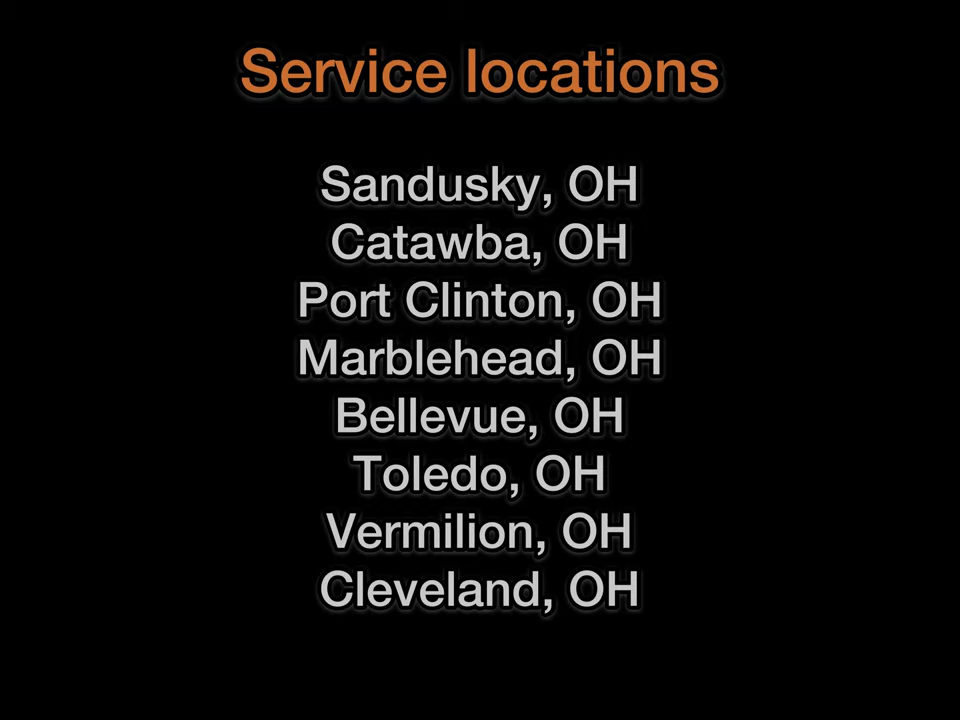 Service locations
Sandusky, OH
Catawba, OH
Port Clinton, OH
Marblehead, OH
Bellevue, OH
Toledo, OH
Vermilion, OH
Cleveland, OH